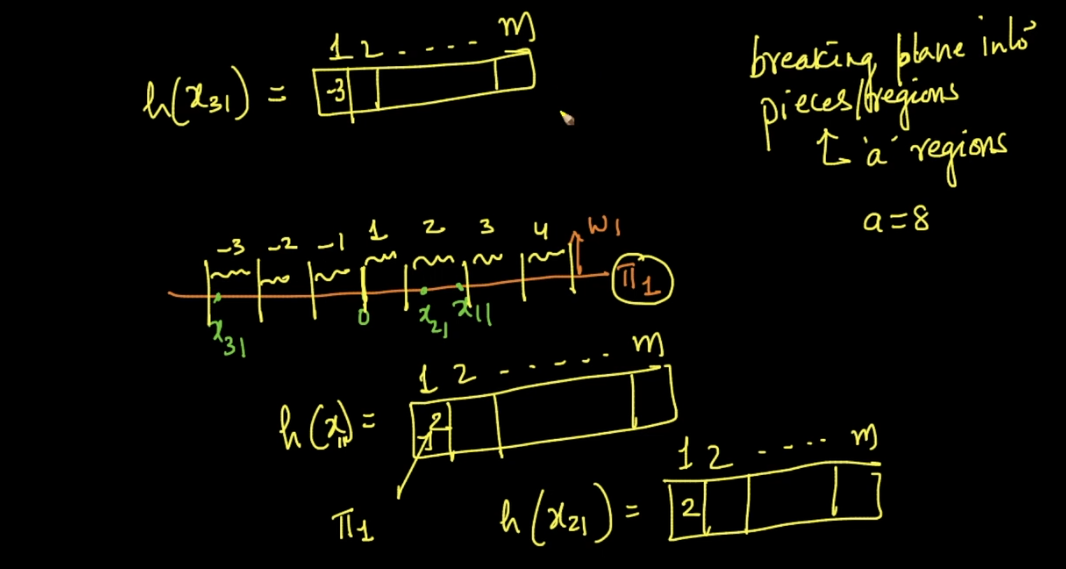 1 2 . . . . . m
h(x31) = -3
breaking plane into
pieces/regions
↳ 'a' regions
a=8
-3 -2 -1 1 2 3 4 W1
π1
0 x21 x11
x31
1 2 - - - - - m
h(x11) = 2
π1
1 2 - - - - - m
h(x21) = 2